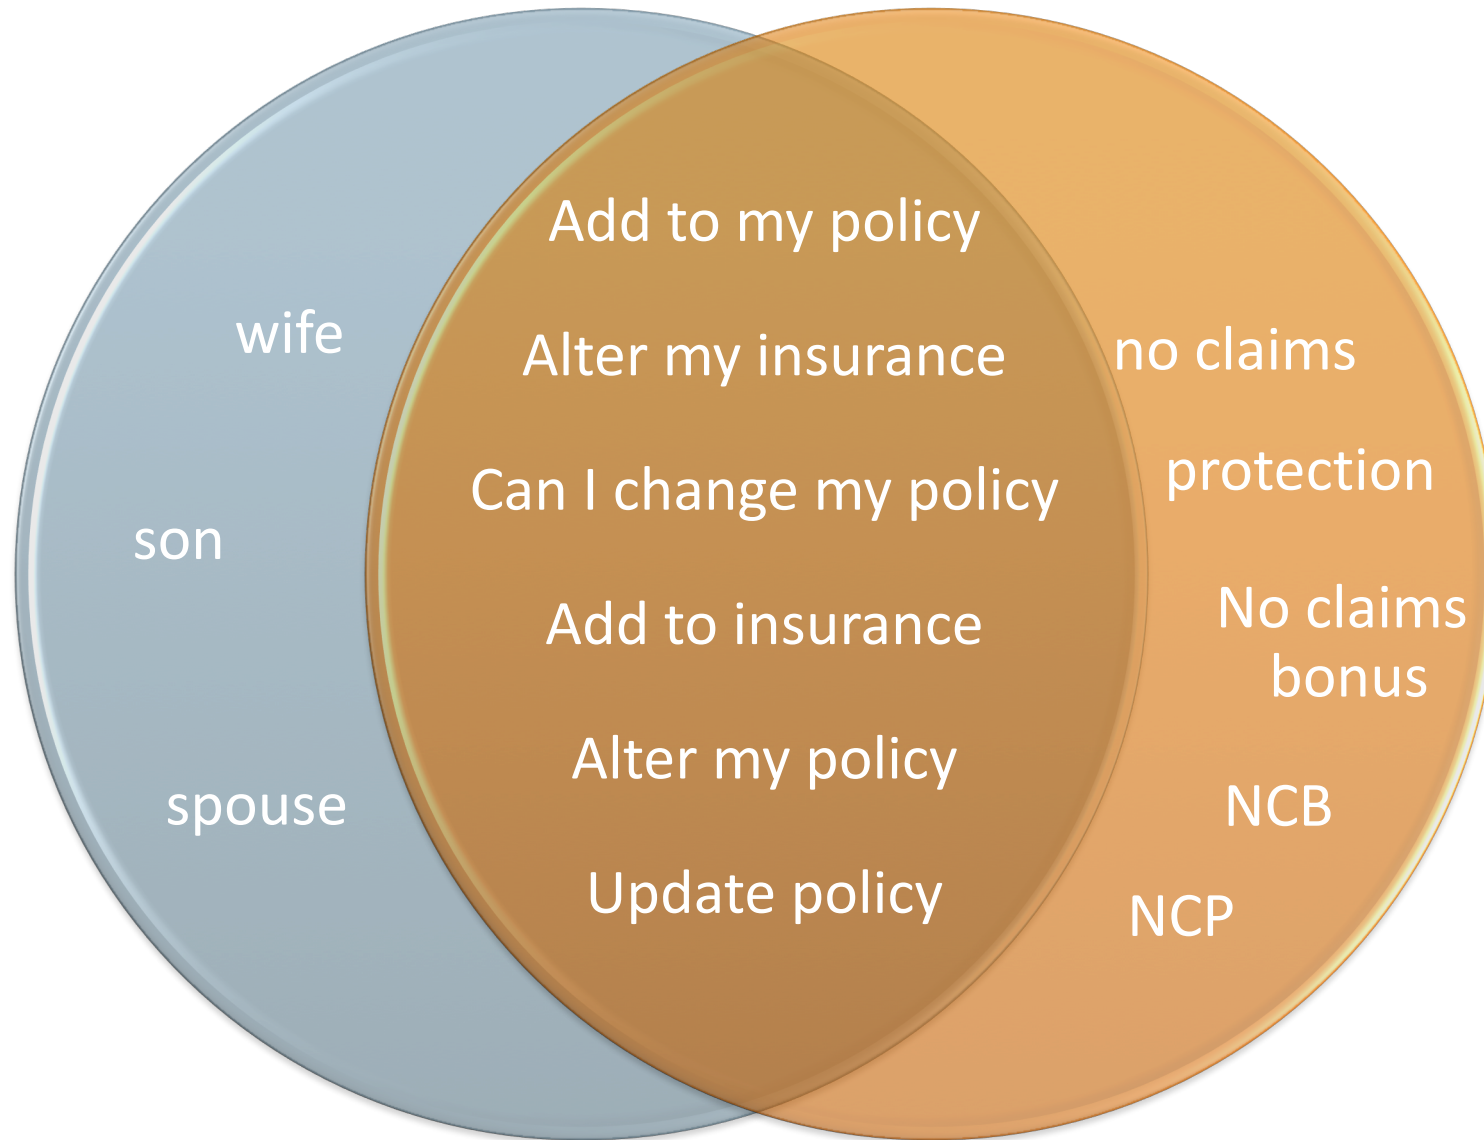 wife
son
spouse
Add to my policy
Alter my insurance
Can I change my policy
Add to insurance
Alter my policy
Update policy
no claims
protection
No claims
bonus
NCB
NCP